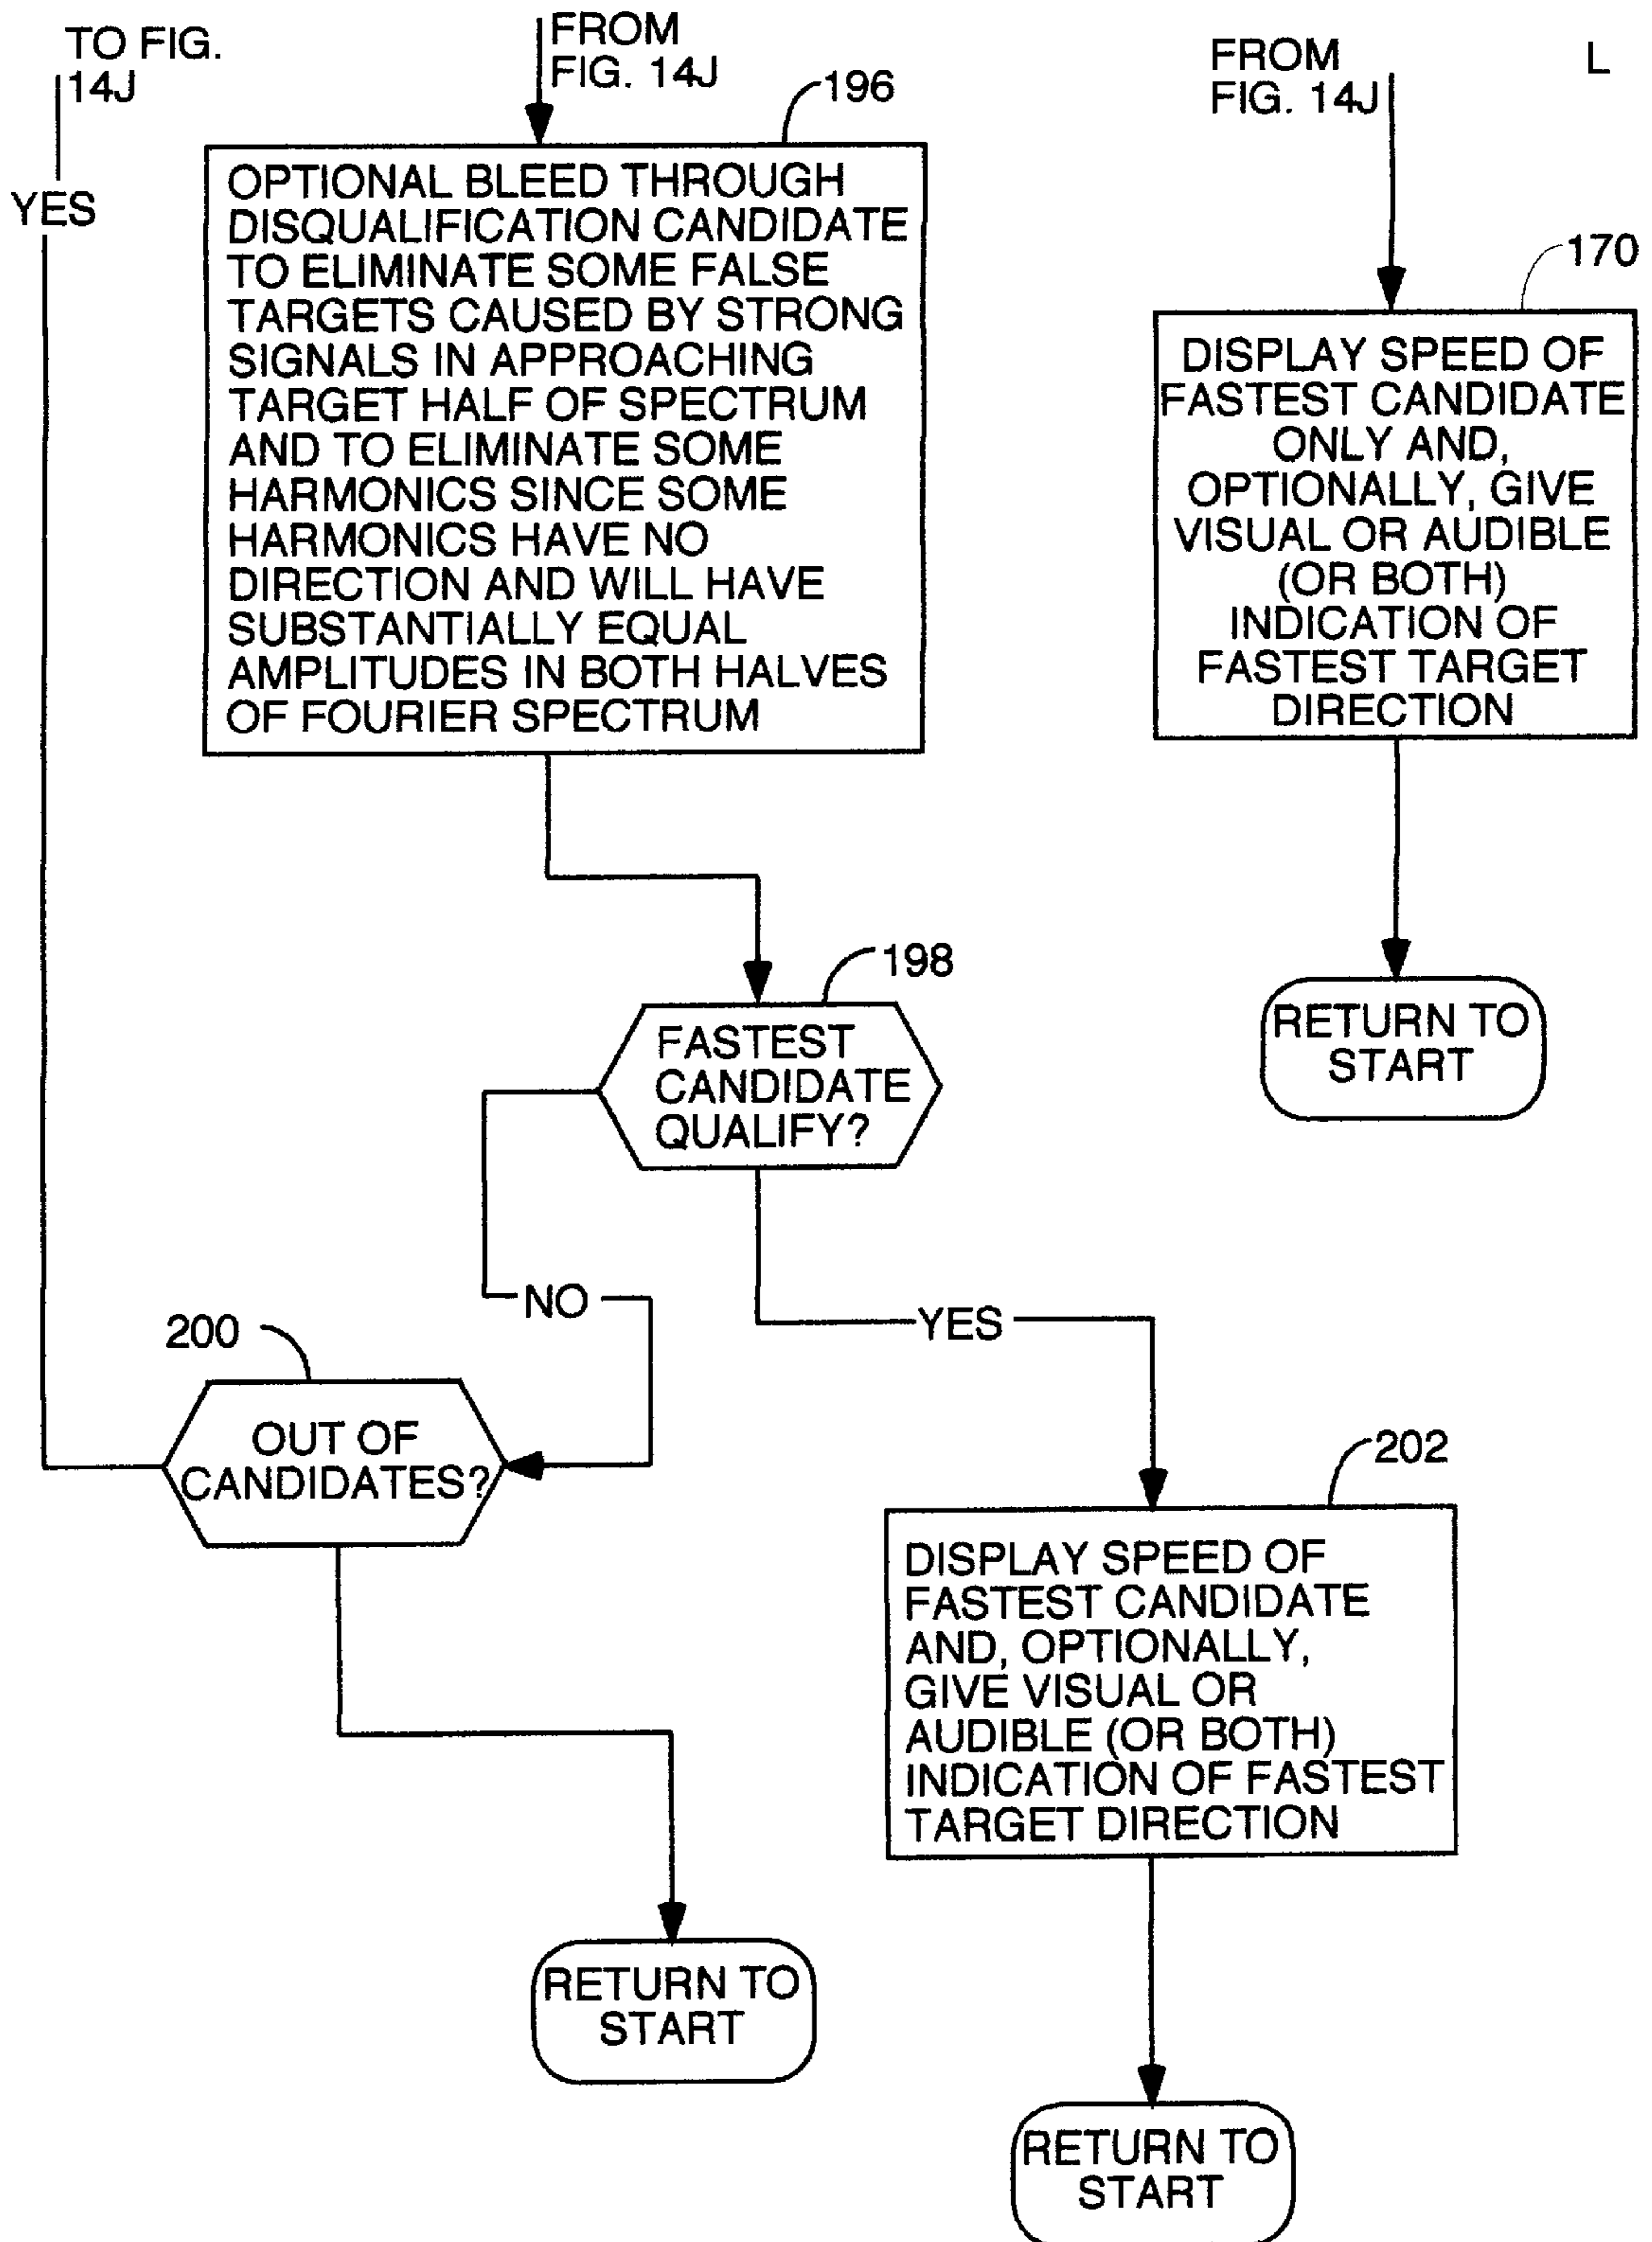 TO FIG.
14J
FROM
FIG. 14J
FROM
FIG. 14J
L
196
YES
OPTIONAL BLEED THROUGH
DISQUALIFICATION CANDIDATE
TO ELIMINATE SOME FALSE
TARGETS CAUSED BY STRONG
SIGNALS IN APPROACHING
TARGET HALF OF SPECTRUM
AND TO ELIMINATE SOME
HARMONICS SINCE SOME
HARMONICS HAVE NO
DIRECTION AND WILL HAVE
SUBSTANTIALLY EQUAL
AMPLITUDES IN BOTH HALVES
OF FOURIER SPECTRUM
170
DISPLAY SPEED OF
FASTEST CANDIDATE
ONLY AND,
OPTIONALLY, GIVE
VISUAL OR AUDIBLE
(OR BOTH)
INDICATION OF
FASTEST TARGET
DIRECTION
198
FASTEST
CANDIDATE
QUALIFY?
RETURN TO
START
NO
YES
200
OUT OF
CANDIDATES?
202
DISPLAY SPEED OF
FASTEST CANDIDATE
AND, OPTIONALLY,
GIVE VISUAL OR
AUDIBLE (OR BOTH)
INDICATION OF FASTEST
TARGET DIRECTION
RETURN TO
START
RETURN TO
START